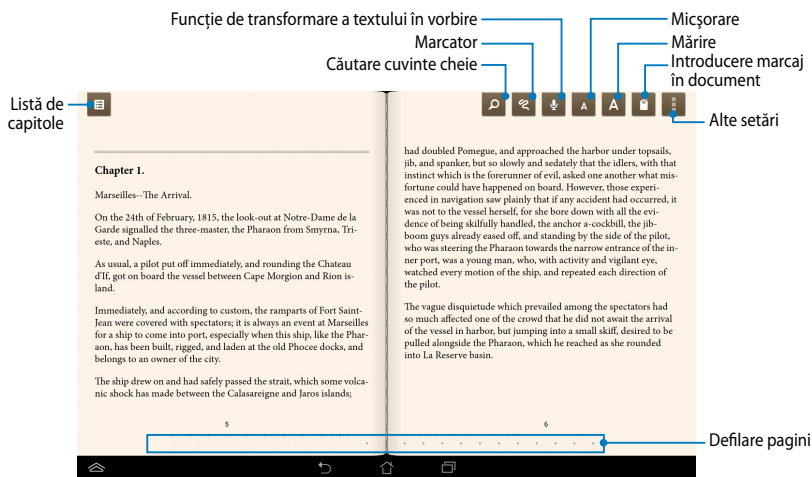 Funcție de transformare a textului în vorbire
Marcator
Căutare cuvinte cheie
Micșorare
Mărire
Introducere marcaj
în document
Listă de
capitole
Alte setări
A
A
Chapter 1.
Marseilles--The Arrival.
On the 24th of February, 1815, the look-out at Notre-Dame de la
Garde signalled the three-master, the Pharaon from Smyrna, Tri-
este, and Naples.
As usual, a pilot put off immediately, and rounding the Chateau
d'If, got on board the vessel between Cape Morgion and Rion is-
land.
Immediately, and according to custom, the ramparts of Fort Saint-
Jean were covered with spectators; it is always an event at Marseilles
for a ship to come into port, especially when this ship, like the Phar-
aon, has been built, rigged, and laden at the old Phocee docks, and
belongs to an owner of the city.
The ship drew on and had safely passed the strait, which some volca-
nic shock has made between the Calasareigne and Jaros islands;
5
had doubled Pomegue, and approached the harbor under topsails,
jib, and spanker, but so slowly and sedately that the idlers, with that
instinct which is the forerunner of evil, asked one another what mis-
fortune could have happened on board. However, those experi-
enced in navigation saw plainly that if any accident had occurred, it
was not to the vessel herself, for she bore down with all the evi-
dence of being skilfully handled, the anchor a-cockbill, the jib-
boom guys already eased off, and standing by the side of the pilot,
who was steering the Pharaon towards the narrow entrance of the in-
ner port, was a young man, who, with activity and vigilant eye,
watched every motion of the ship, and repeated each direction of
the pilot.
The vague disquietude which prevailed among the spectators had
so much affected one of the crowd that he did not await the arrival
of the vessel in harbor, but jumping into a small skiff, desired to be
pulled alongside the Pharaon, which he reached as she rounded
into La Reserve basin.
6
Defilare pagini